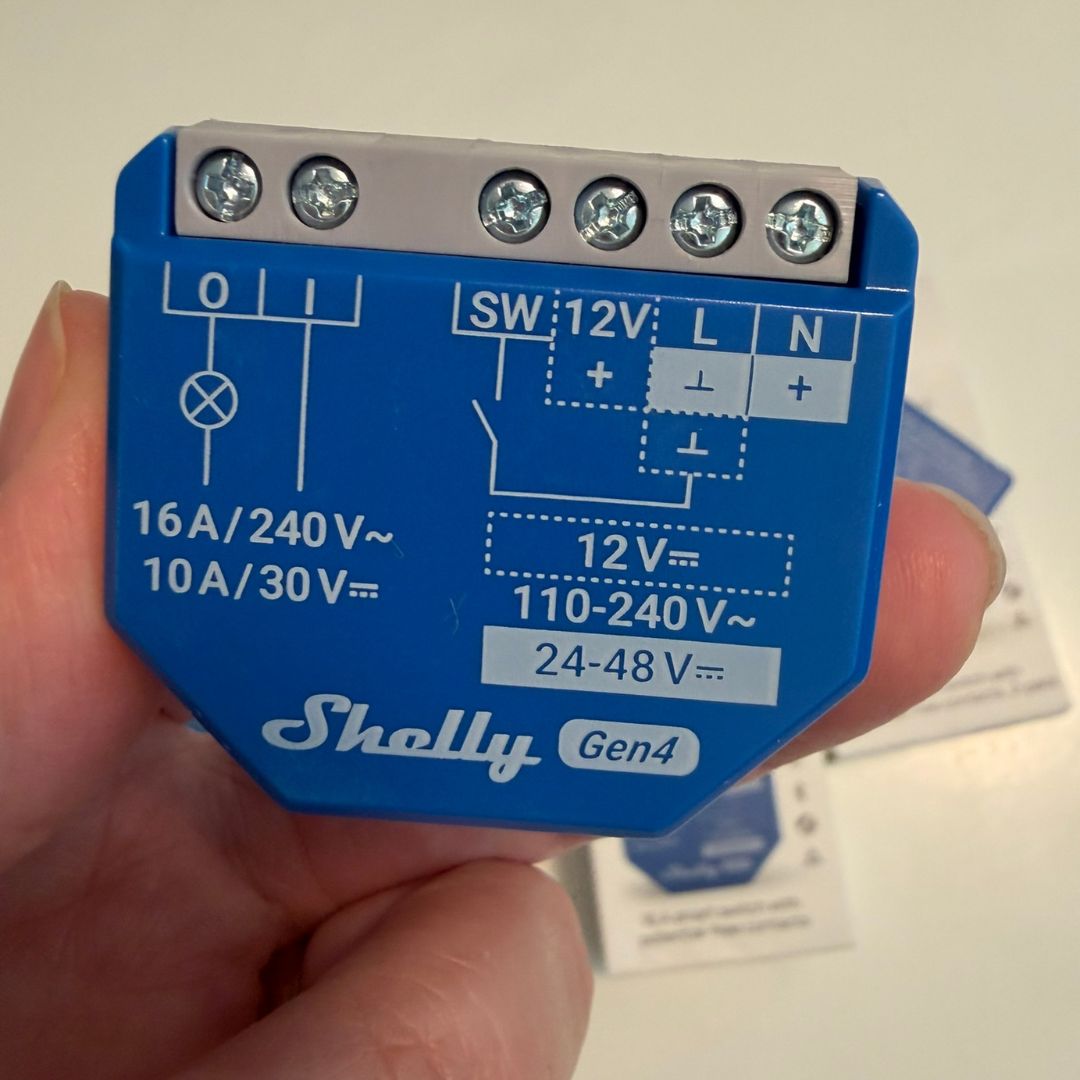 O I SW 12V L N
+ ⊥ +
⊥
16A/240V~
10A/30V⎓
12V⎓
110-240V~
24-48V⎓
Shelly Gen4